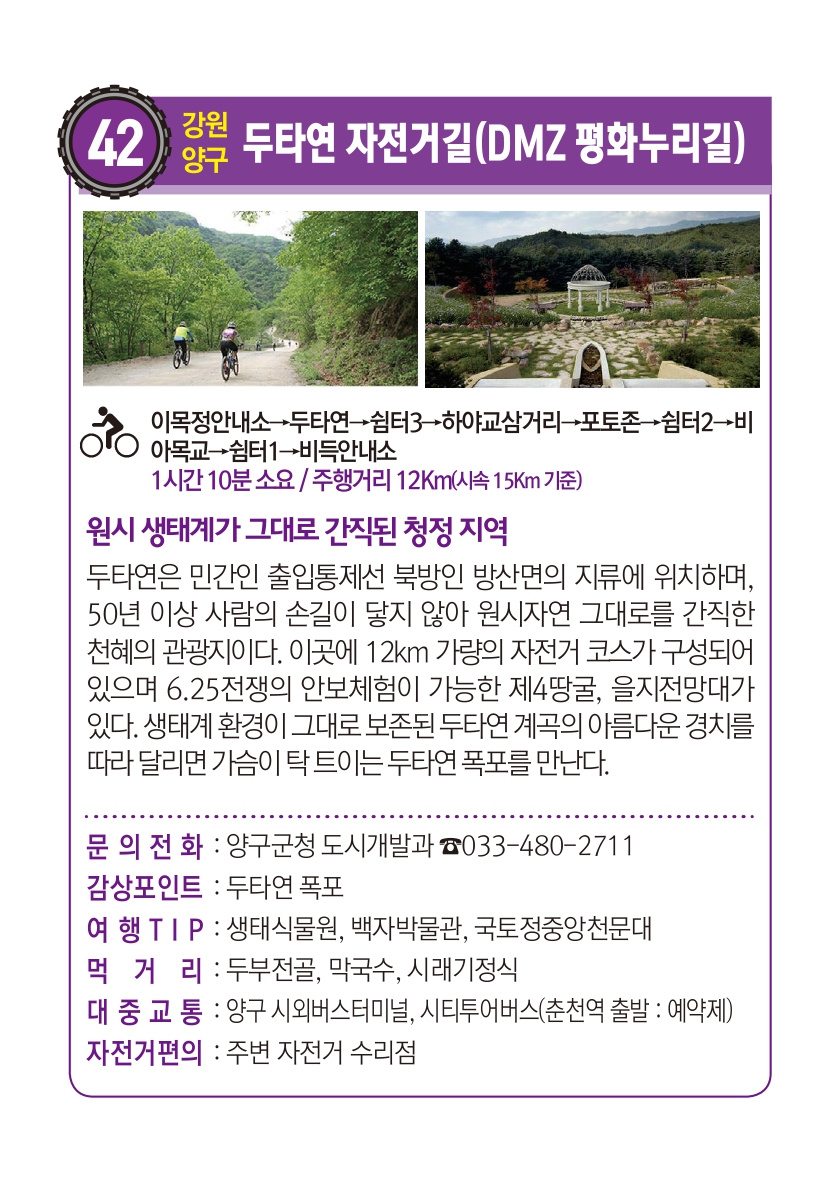 42
강원
양구
두타연 자전거길(DMZ 평화누리길)
이목정안내소→두타연→쉼터3→하야교삼거리→포토존→쉼터2→비
아목교→쉼터1→비득안내소
1시간 10분 소요 / 주행거리 12Km(시속 15Km 기준)
원시 생태계가 그대로 간직된 청정 지역
두타연은 민간인 출입통제선 북방인 방산면의 지류에 위치하며,
50년 이상 사람의 손길이 닿지 않아 원시자연 그대로를 간직한
천혜의 관광지이다. 이곳에 12km 가량의 자전거 코스가 구성되어
있으며 6.25전쟁의 안보체험이 가능한 제4땅굴, 을지전망대가
있다. 생태계 환경이 그대로 보존된 두타연 계곡의 아름다운 경치를
따라 달리면 가슴이 탁 트이는 두타연 폭포를 만난다.
문 의 전 화 : 양구군청 도시개발과 ☎033-480-2711
감상포인트 : 두타연 폭포
여 행 T I P : 생태식물원, 백자박물관, 국토정중앙천문대
먹 거 리 : 두부전골, 막국수, 시래기정식
대 중 교 통 : 양구 시외버스터미널, 시티투어버스(춘천역 출발 : 예약제)
자전거편의 : 주변 자전거 수리점